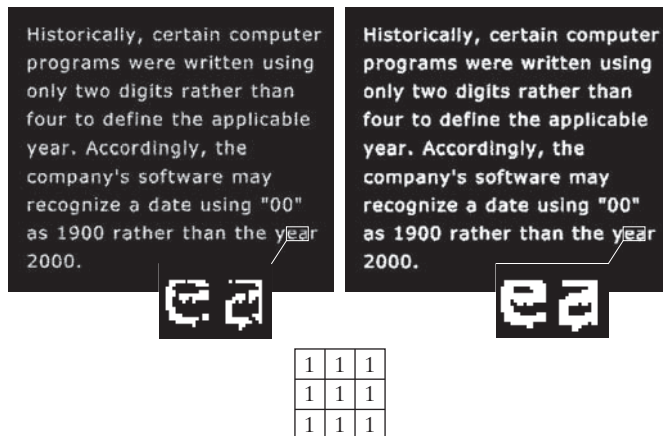 Historically, certain computer
programs were written using
only two digits rather than
four to define the applicable
year. Accordingly, the
company's software may
recognize a date using "00"
as 1900 rather than the year
2000.
ea
Historically, certain computer
programs were written using
only two digits rather than
four to define the applicable
year. Accordingly, the
company's software may
recognize a date using "00"
as 1900 rather than the year
2000.
ea
1 1 1
1 1 1
1 1 1